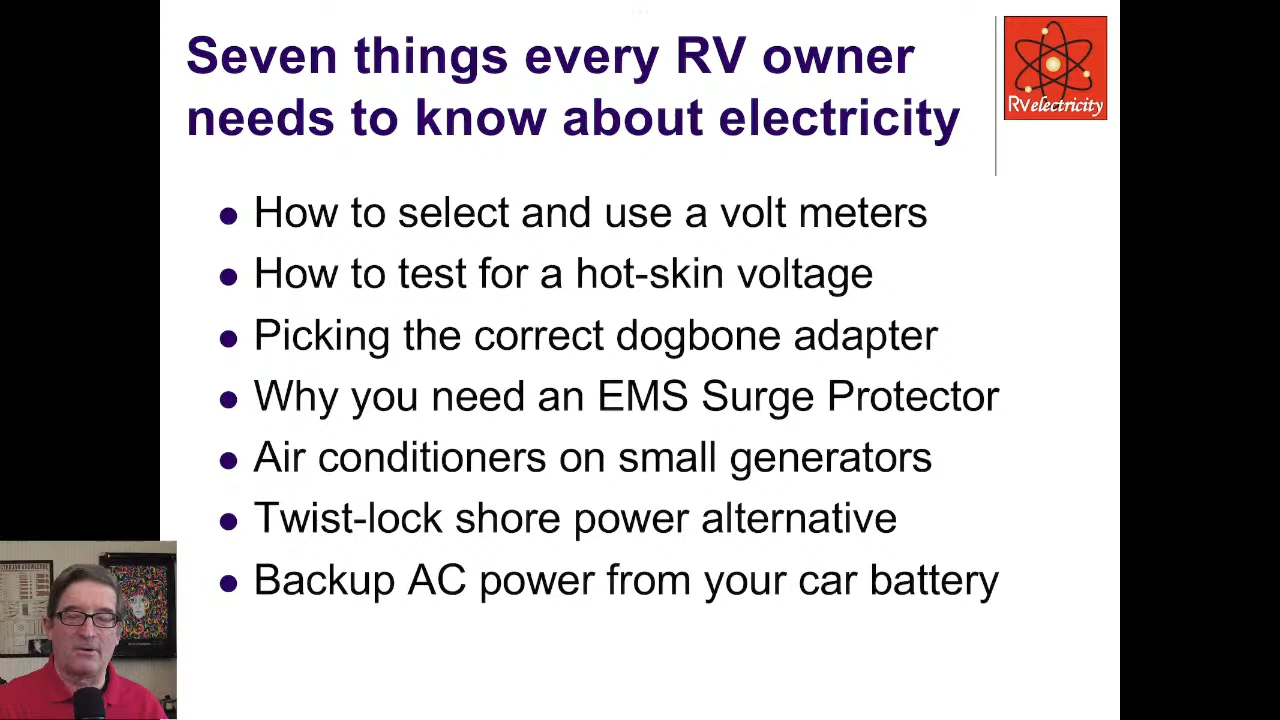 Seven things every RV owner
needs to know about electricity
RVelectricity
How to select and use a volt meters
How to test for a hot-skin voltage
Picking the correct dogbone adapter
Why you need an EMS Surge Protector
Air conditioners on small generators
Twist-lock shore power alternative
Backup AC power from your car battery